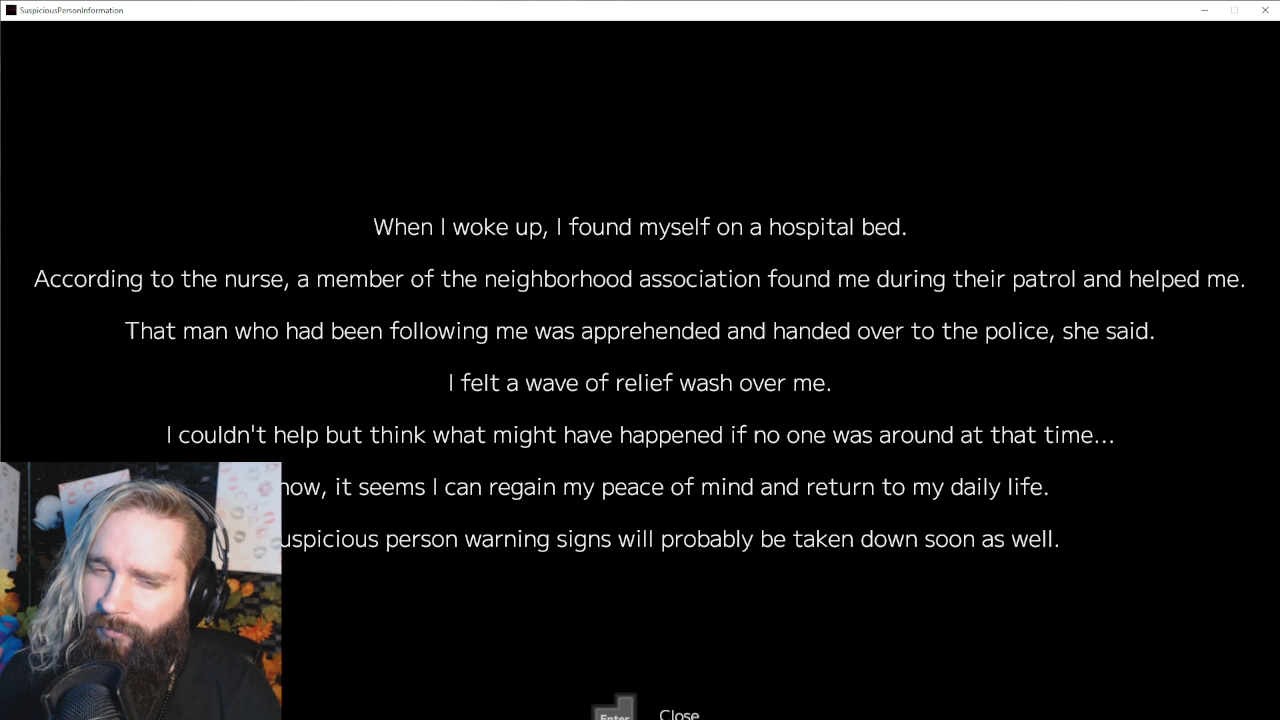 SuspiciousPersonInformation
When I woke up, I found myself on a hospital bed.
According to the nurse, a member of the neighborhood association found me during their patrol and helped me.
That man who had been following me was apprehended and handed over to the police, she said.
I felt a wave of relief wash over me.
I couldn't help but think what might have happened if no one was around at that time...
it seems I can regain my peace of mind and return to my daily life.
person warning signs will probably be taken down soon as well.
Enter Close